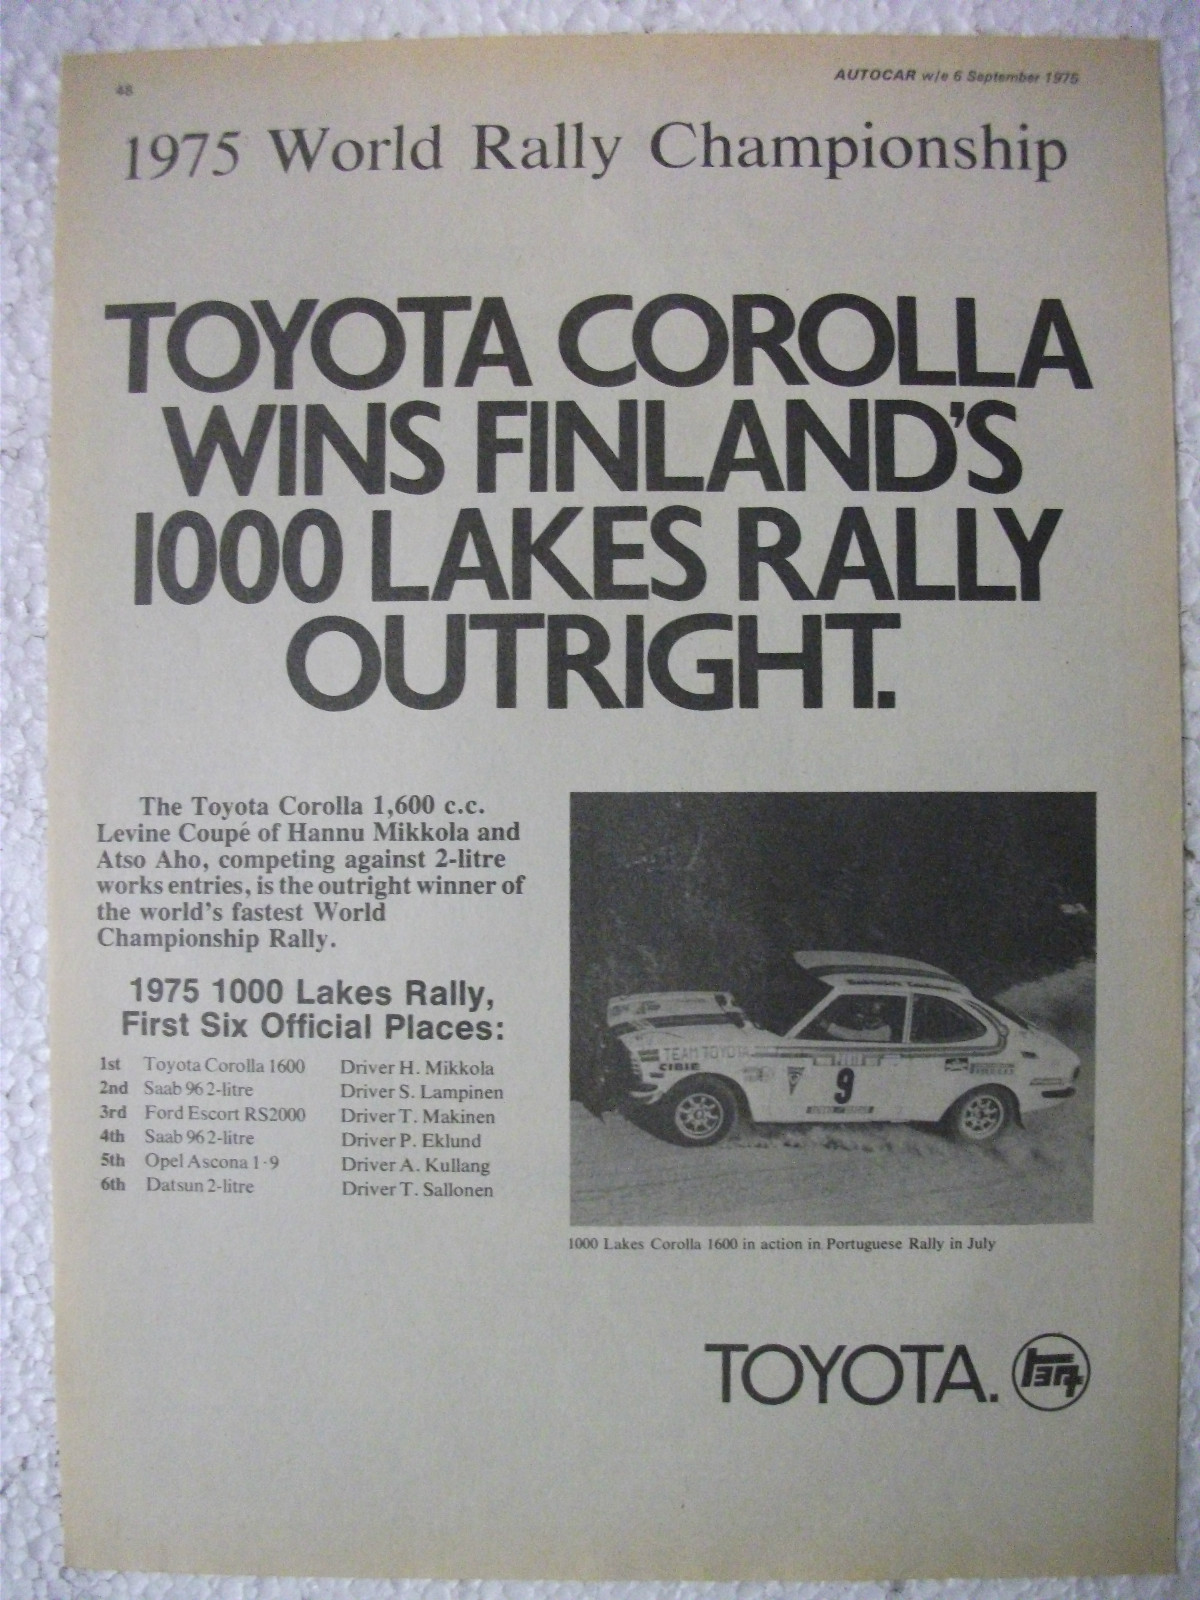 48
AUTOCAR w/e 6 September 1975
1975 World Rally Championship
TOYOTA COROLLA
WINS FINLAND'S
1000 LAKES RALLY
OUTRIGHT.
The Toyota Corolla 1,600 c.c.
Levine Coupé of Hannu Mikkola and
Atso Aho, competing against 2-litre
works entries, is the outright winner of
the world's fastest World
Championship Rally.
1975 1000 Lakes Rally,
First Six Official Places:
1st Toyota Corolla 1600 Driver H. Mikkola
2nd Saab 96 2-litre Driver S. Lampinen
3rd Ford Escort RS2000 Driver T. Makinen
4th Saab 96 2-litre Driver P. Eklund
5th Opel Ascona 1·9 Driver A. Kullang
6th Datsun 2-litre Driver T. Sallonen
TEAM TOYOTA
CIBIE
9
1000 Lakes Corolla 1600 in action in Portuguese Rally in July
TOYOTA. トヨタ